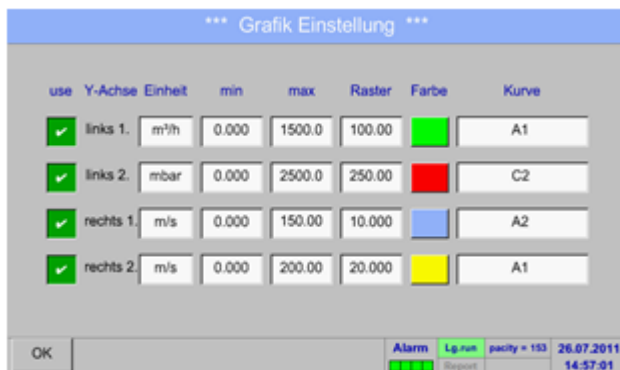 *** Grafik Einstellung ***
use Y-Achse Einheit min max Raster Farbe Kurve
links 1. m³/h 0.000 1500.0 100.00 A1
links 2. mbar 0.000 2500.0 250.00 C2
rechts 1. m/s 0.000 150.00 10.000 A2
rechts 2. m/s 0.000 200.00 20.000 A1
OK Alarm Lg.run pacity = 153 26.07.2011
Report 14:57:01